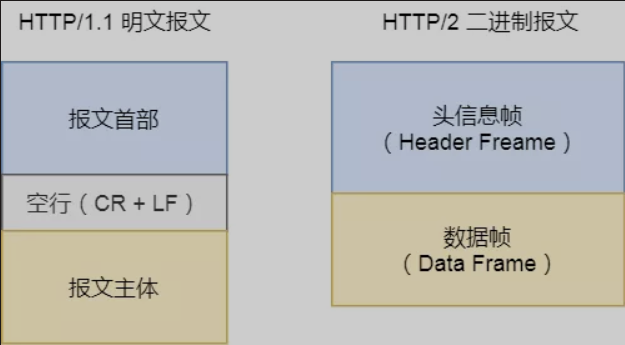 HTTP/1.1 明文报文
HTTP/2 二进制报文
报文首部
空行（CR + LF）
报文主体
头信息帧
（Header Freame）
数据帧
（Data Frame）